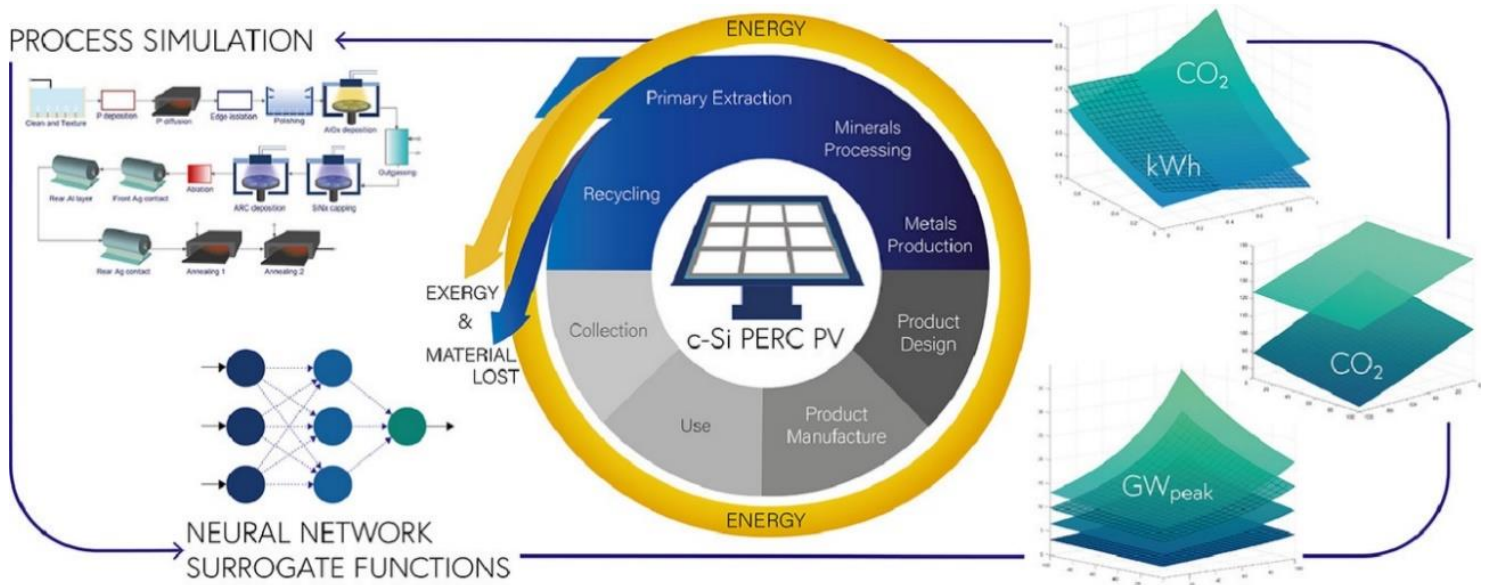 PROCESS SIMULATION
Clean and Texture
P deposition
P diffusion
Edge isolation
Polishing
AlOx deposition
Outgassing
Rear Al layer
Front Ag contact
Ablation
ARC deposition
SiNx capping
Rear Ag contact
Annealing 1
Annealing 2
NEURAL NETWORK
SURROGATE FUNCTIONS
ENERGY
Primary Extraction
Minerals
Processing
Metals
Production
Product
Design
Product
Manufacture
Use
Collection
Recycling
c-Si PERC PV
EXERGY
&
MATERIAL
LOST
ENERGY
CO2
kWh
CO2
GWpeak